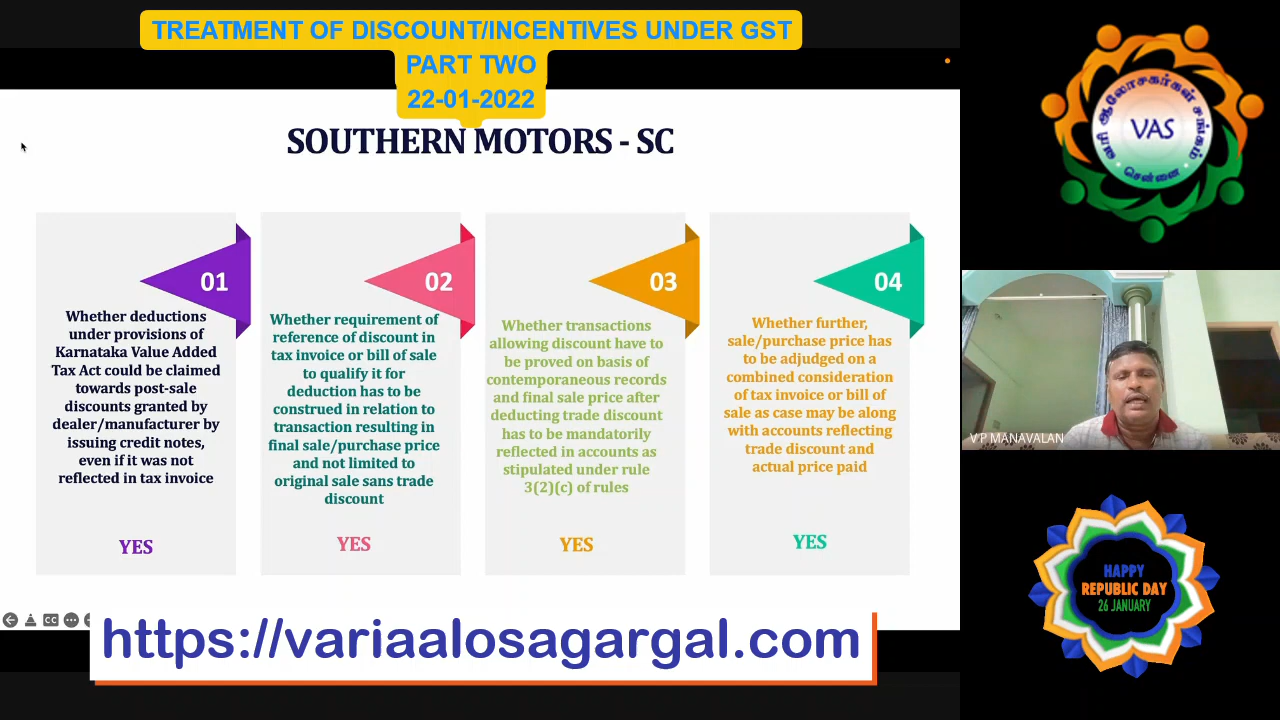 TREATMENT OF DISCOUNT/INCENTIVES UNDER GST
PART TWO
22-01-2022
SOUTHERN MOTORS - SC
01
Whether deductions
under provisions of
Karnataka Value Added
Tax Act could be claimed
towards post-sale
discounts granted by
dealer/manufacturer by
issuing credit notes,
even if it was not
reflected in tax invoice
YES
02
Whether requirement of
reference of discount in
tax invoice or bill of sale
to qualify it for
deduction has to be
construed in relation to
transaction resulting in
final sale/purchase price
and not limited to
original sale sans trade
discount
YES
03
Whether transactions
allowing discount have to
be proved on basis of
contemporaneous records
and final sale price after
deducting trade discount
has to be mandatorily
reflected in accounts as
stipulated under rule
3(2)(c) of rules
YES
04
Whether further,
sale/purchase price has
to be adjudged on a
combined consideration
of tax invoice or bill of
sale as case may be along
with accounts reflecting
trade discount and
actual price paid
YES
CC
https://variaalosagargal.com
வரி ஆலோசகர்கள் சங்கம்
VAS
சென்னை
V P MANAVALAN
HAPPY
REPUBLIC DAY
26 JANUARY